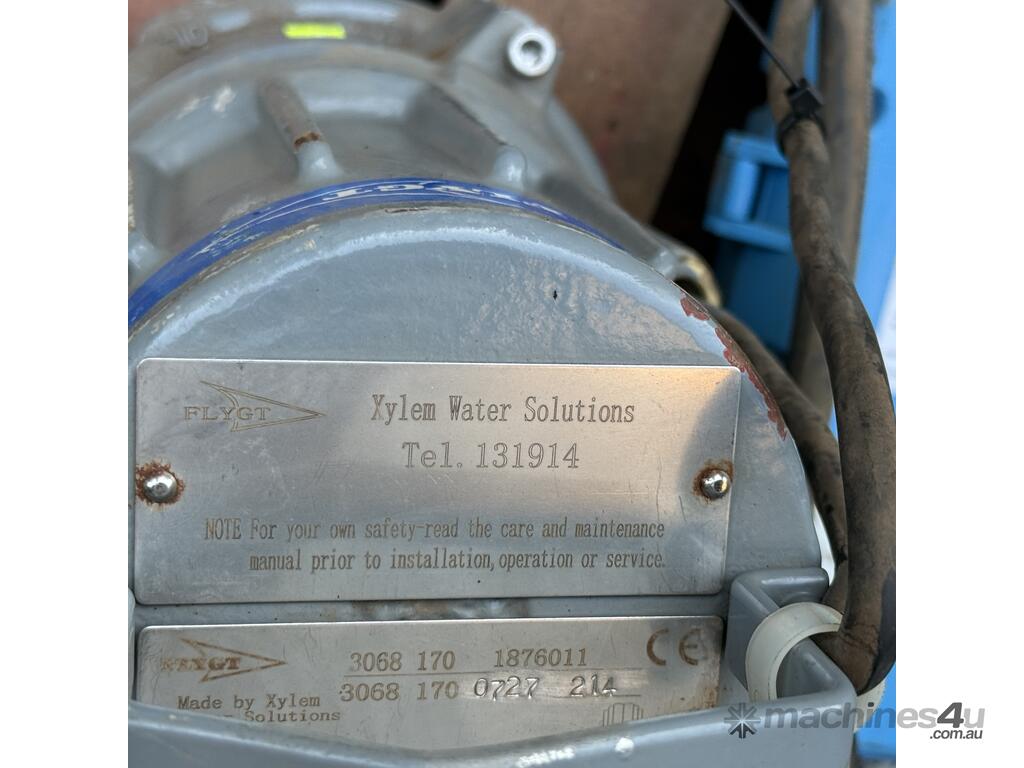 FLYGT
Xylem Water Solutions
Tel. 131914
NOTE For your own safety-read the care and maintenance
manual prior to installation, operation or service.
FLYGT
3068 170 1876011 CE
Made by Xylem 3068 170 0727 214
Solutions
machines4u
.com.au